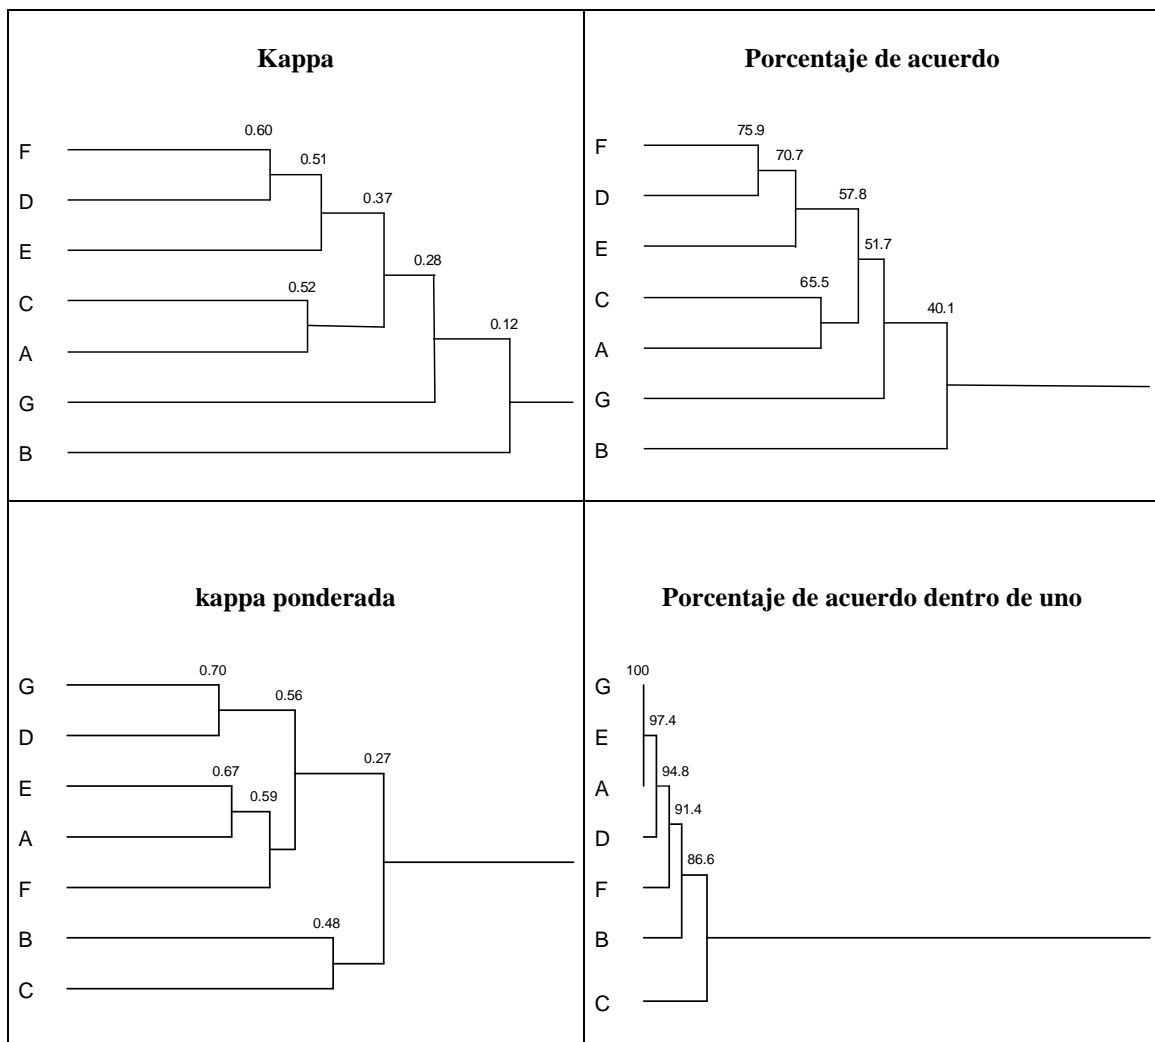 Kappa
0.60
F
0.51
D
0.37
E
0.28
C
0.52
A
0.12
G
B
Porcentaje de acuerdo
75.9
F
70.7
D
57.8
E
51.7
C
65.5
40.1
A
G
B
kappa ponderada
0.70
G
0.56
D
0.27
E
0.67
0.59
A
F
B
0.48
C
Porcentaje de acuerdo dentro de uno
100
G
97.4
E
94.8
A
91.4
D
86.6
F
B
C